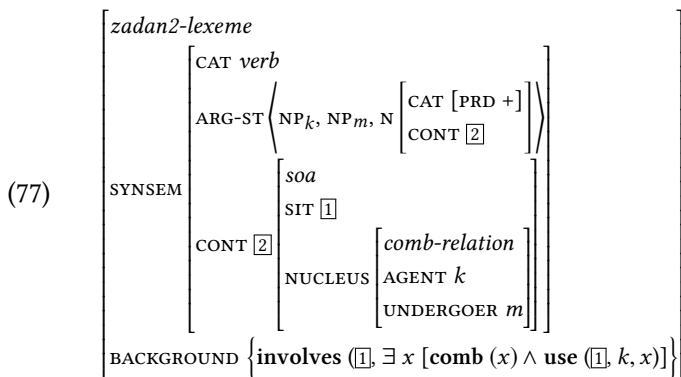 zadan2-lexeme
CAT verb
ARG-ST ⟨NPk, NPm, N [CAT [PRD +]
CONT 2]⟩
(77) SYNSEM
soa
SIT 1
CONT 2
comb-relation
NUCLEUS AGENT k
UNDERGOER m
BACKGROUND {involves (1, ∃ x [comb (x) ∧ use (1, k, x)]}